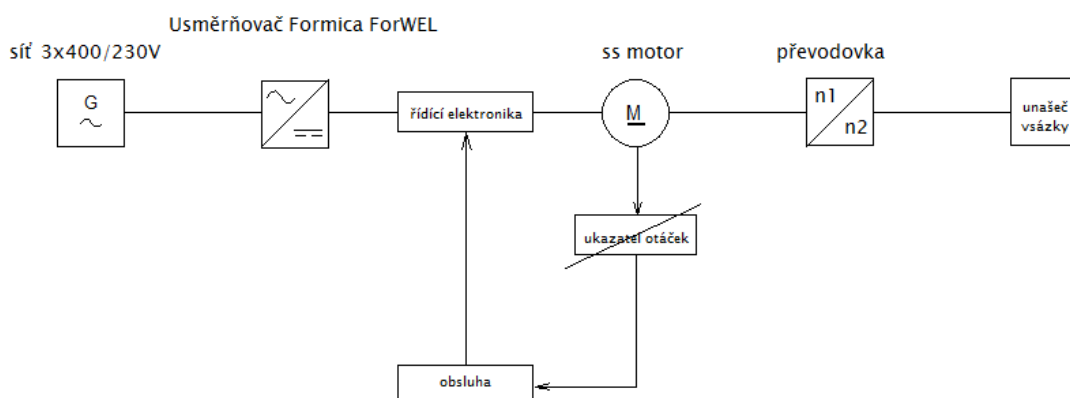 Usměrňovač Formica ForWEL
síť 3x400/230V
ss motor
převodovka
G
řídící elektronika
M
n1
n2
unašeč
vsázky
ukazatel otáček
obsluha